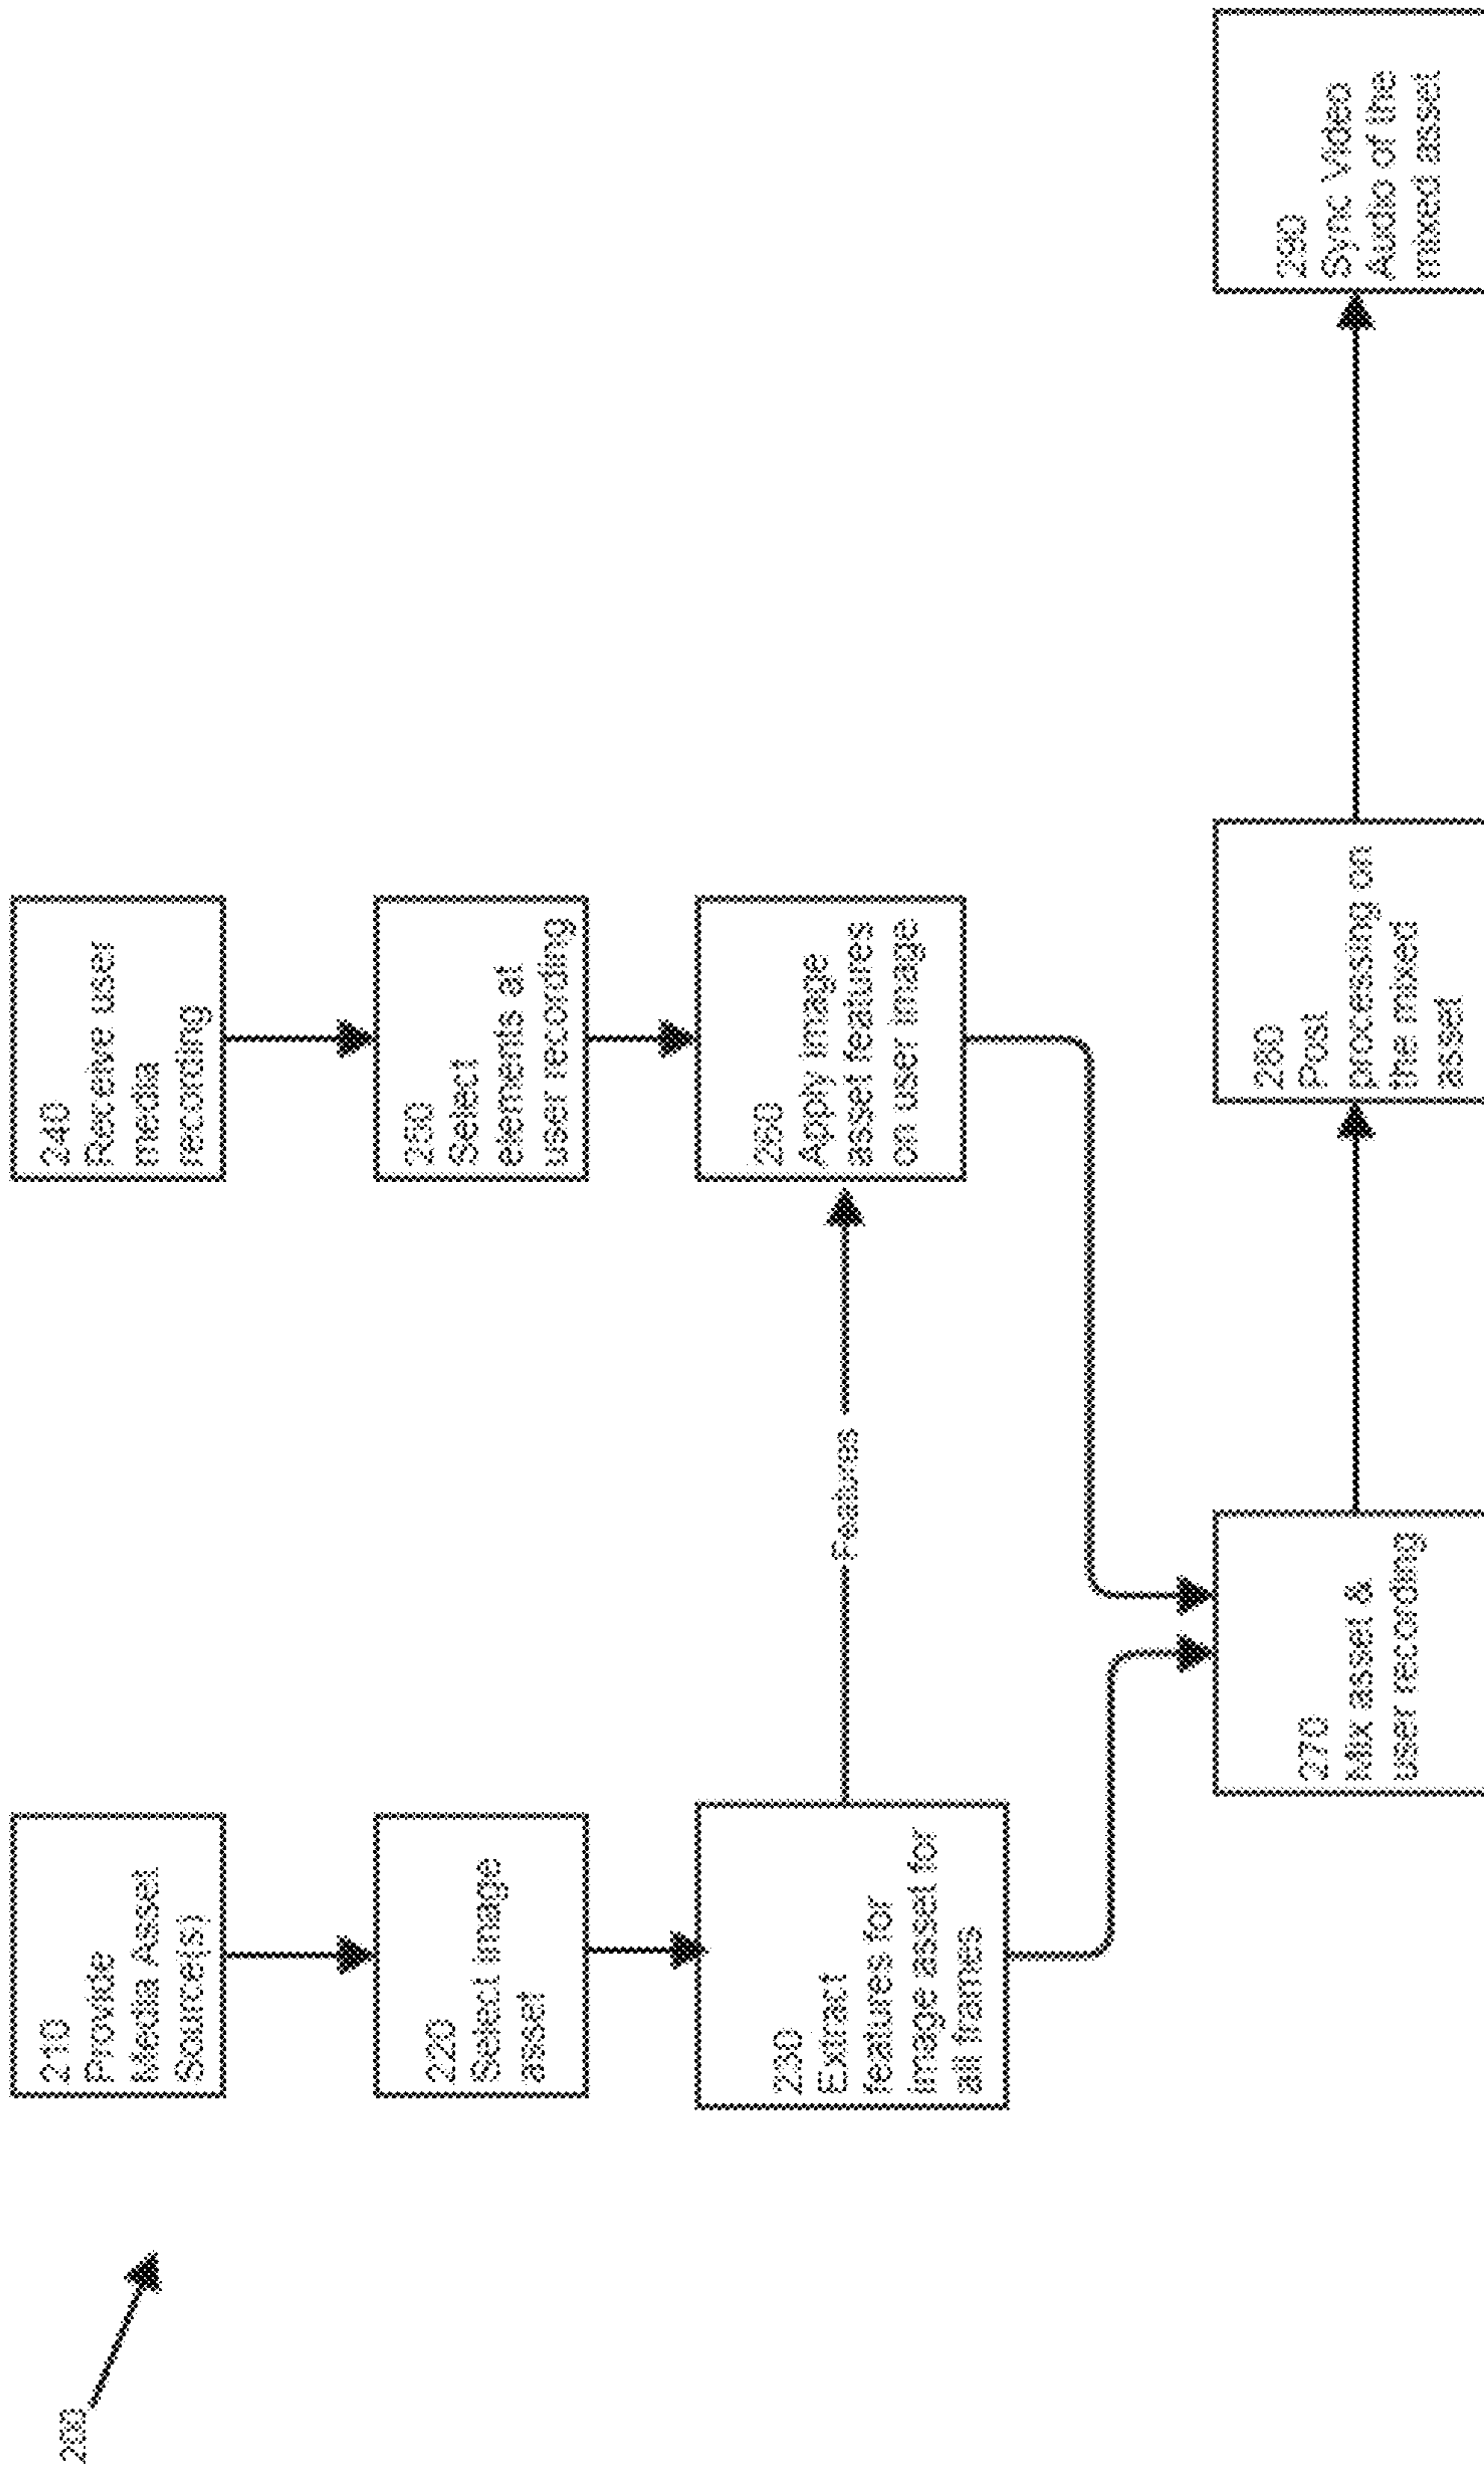 200
210
Provide
Media Asset
Source(s)
220
Select image
asset
230
Extract
features for
image asset for
all frames
Features
240
Receive user
media
recording
250
Select
elements at
user recording
260
Apply image
asset features
on user image
270
Mix asset &
user recording
280
Post
processing on
the mixed
asset
290
Sync Video
Audio of the
mixed asset